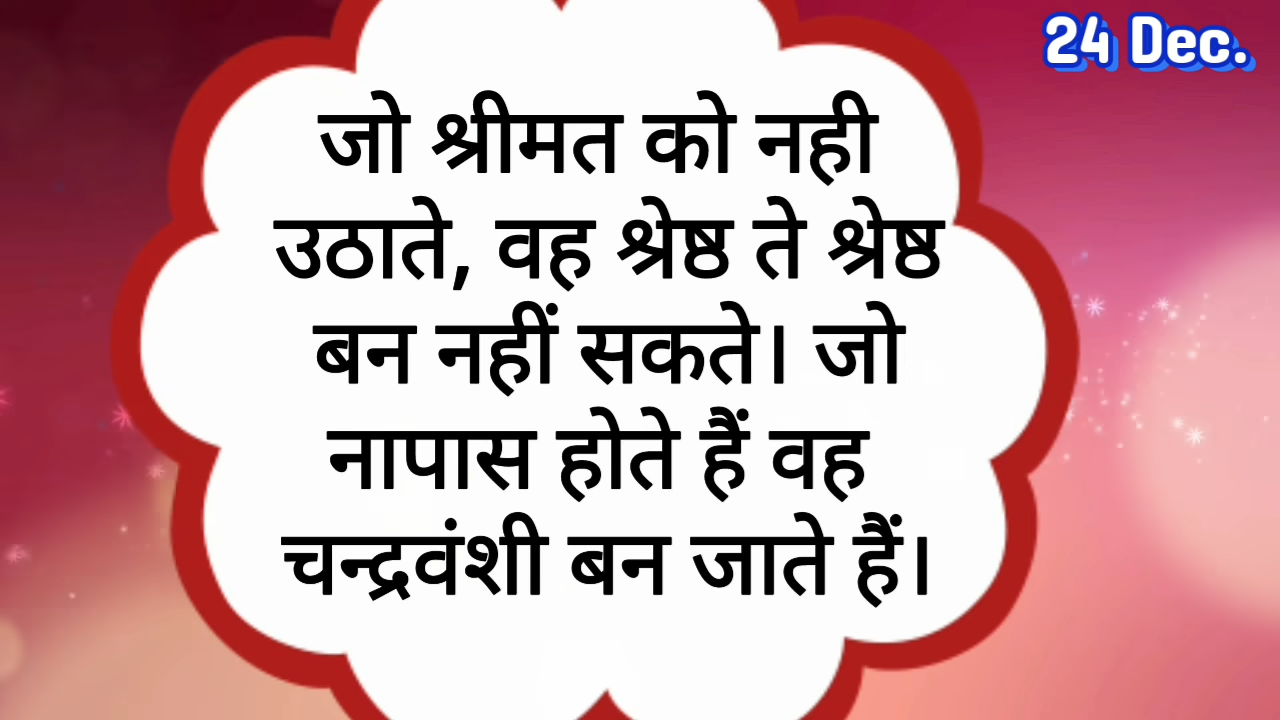 24 Dec.
जो श्रीमत को नही
उठाते, वह श्रेष्ठ ते श्रेष्ठ
बन नहीं सकते। जो
नापास होते हैं वह
चन्द्रवंशी बन जाते हैं।